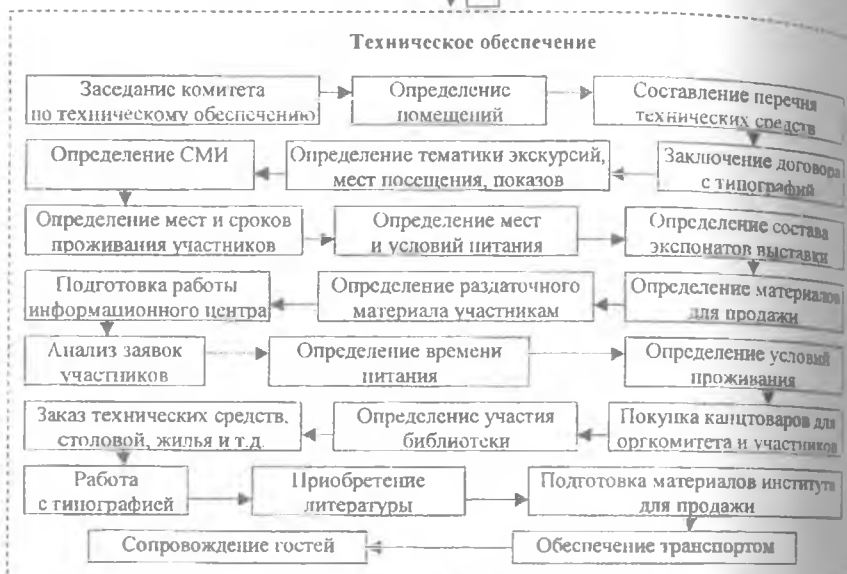 Техническое обеспечение
Заседание комитета
по техническому обеспечению
Определение
помещений
Составление перечня
технических средств
Заключение договора
с типографий
Определение тематики экскурсий,
мест посещения, показов
Определение СМИ
Определение мест и сроков
проживания участников
Определение мест
и условий питания
Определение состава
экспонатов выставки
Определение материалов
для продажи
Определение раздаточного
материала участникам
Подготовка работы
информационного центра
Анализ заявок
участников
Определение времени
питания
Определение условий
проживания
Покупка канцтоваров для
оргкомитета и участников
Определение участия
библиотеки
Заказ технических средств.
столовой, жилья и т.д.
Работа
с типографией
Приобретение
литературы
Подготовка материалов института
для продажи
Обеспечение транспортом
Сопровождение гостей